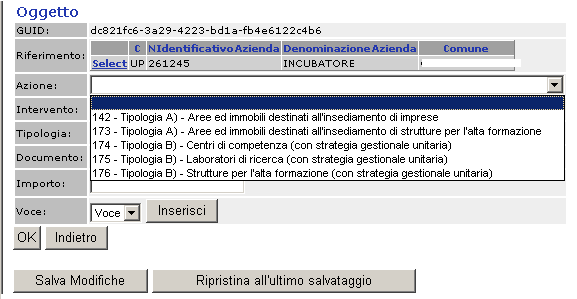 Oggetto
GUID: dc821fc6-3a29-4223-bd1a-fb4e6122c4b6
C NIdentificativo Azienda Denominazione Azienda Comune
Riferimento:
Select UP 261245 INCUBATORE
Azione:
Intervento: 142 - Tipologia A) - Aree ed immobili destinati all'insediamento di imprese
Tipologia: 173 - Tipologia A) - Aree ed immobili destinati all'insediamento di strutture per l'alta formazione
174 - Tipologia B) - Centri di competenza (con strategia gestionale unitaria)
Documento: 175 - Tipologia B) - Laboratori di ricerca (con strategia gestionale unitaria)
176 - Tipologia B) - Strutture per l'alta formazione (con strategia gestionale unitaria)
Importo:
Voce: Voce Inserisci
OK Indietro
Salva Modifiche Ripristina all'ultimo salvataggio